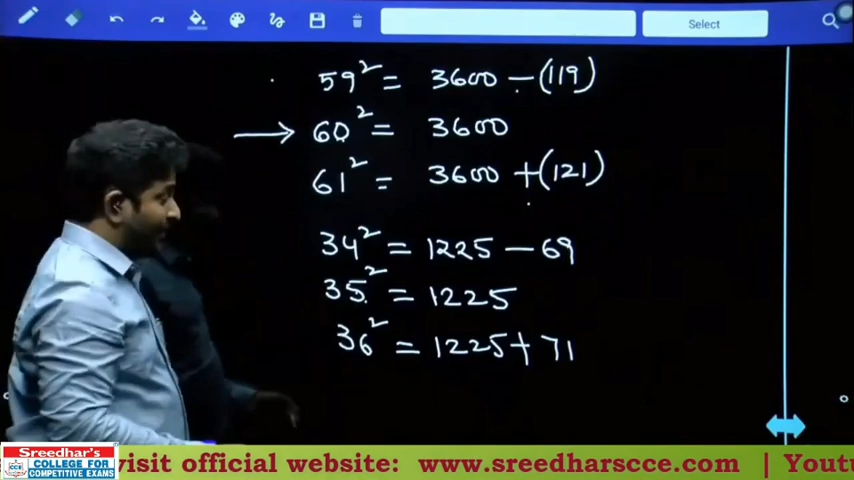 Select
59² = 3600 - (119)
60² = 3600
61² = 3600 + (121)
34² = 1225 - 69
35² = 1225
36² = 1225 + 71
Sreedhar's
CCE
COLLEGE FOR
COMPETITIVE EXAMS
visit official website: www.sreedharscce.com | Yout